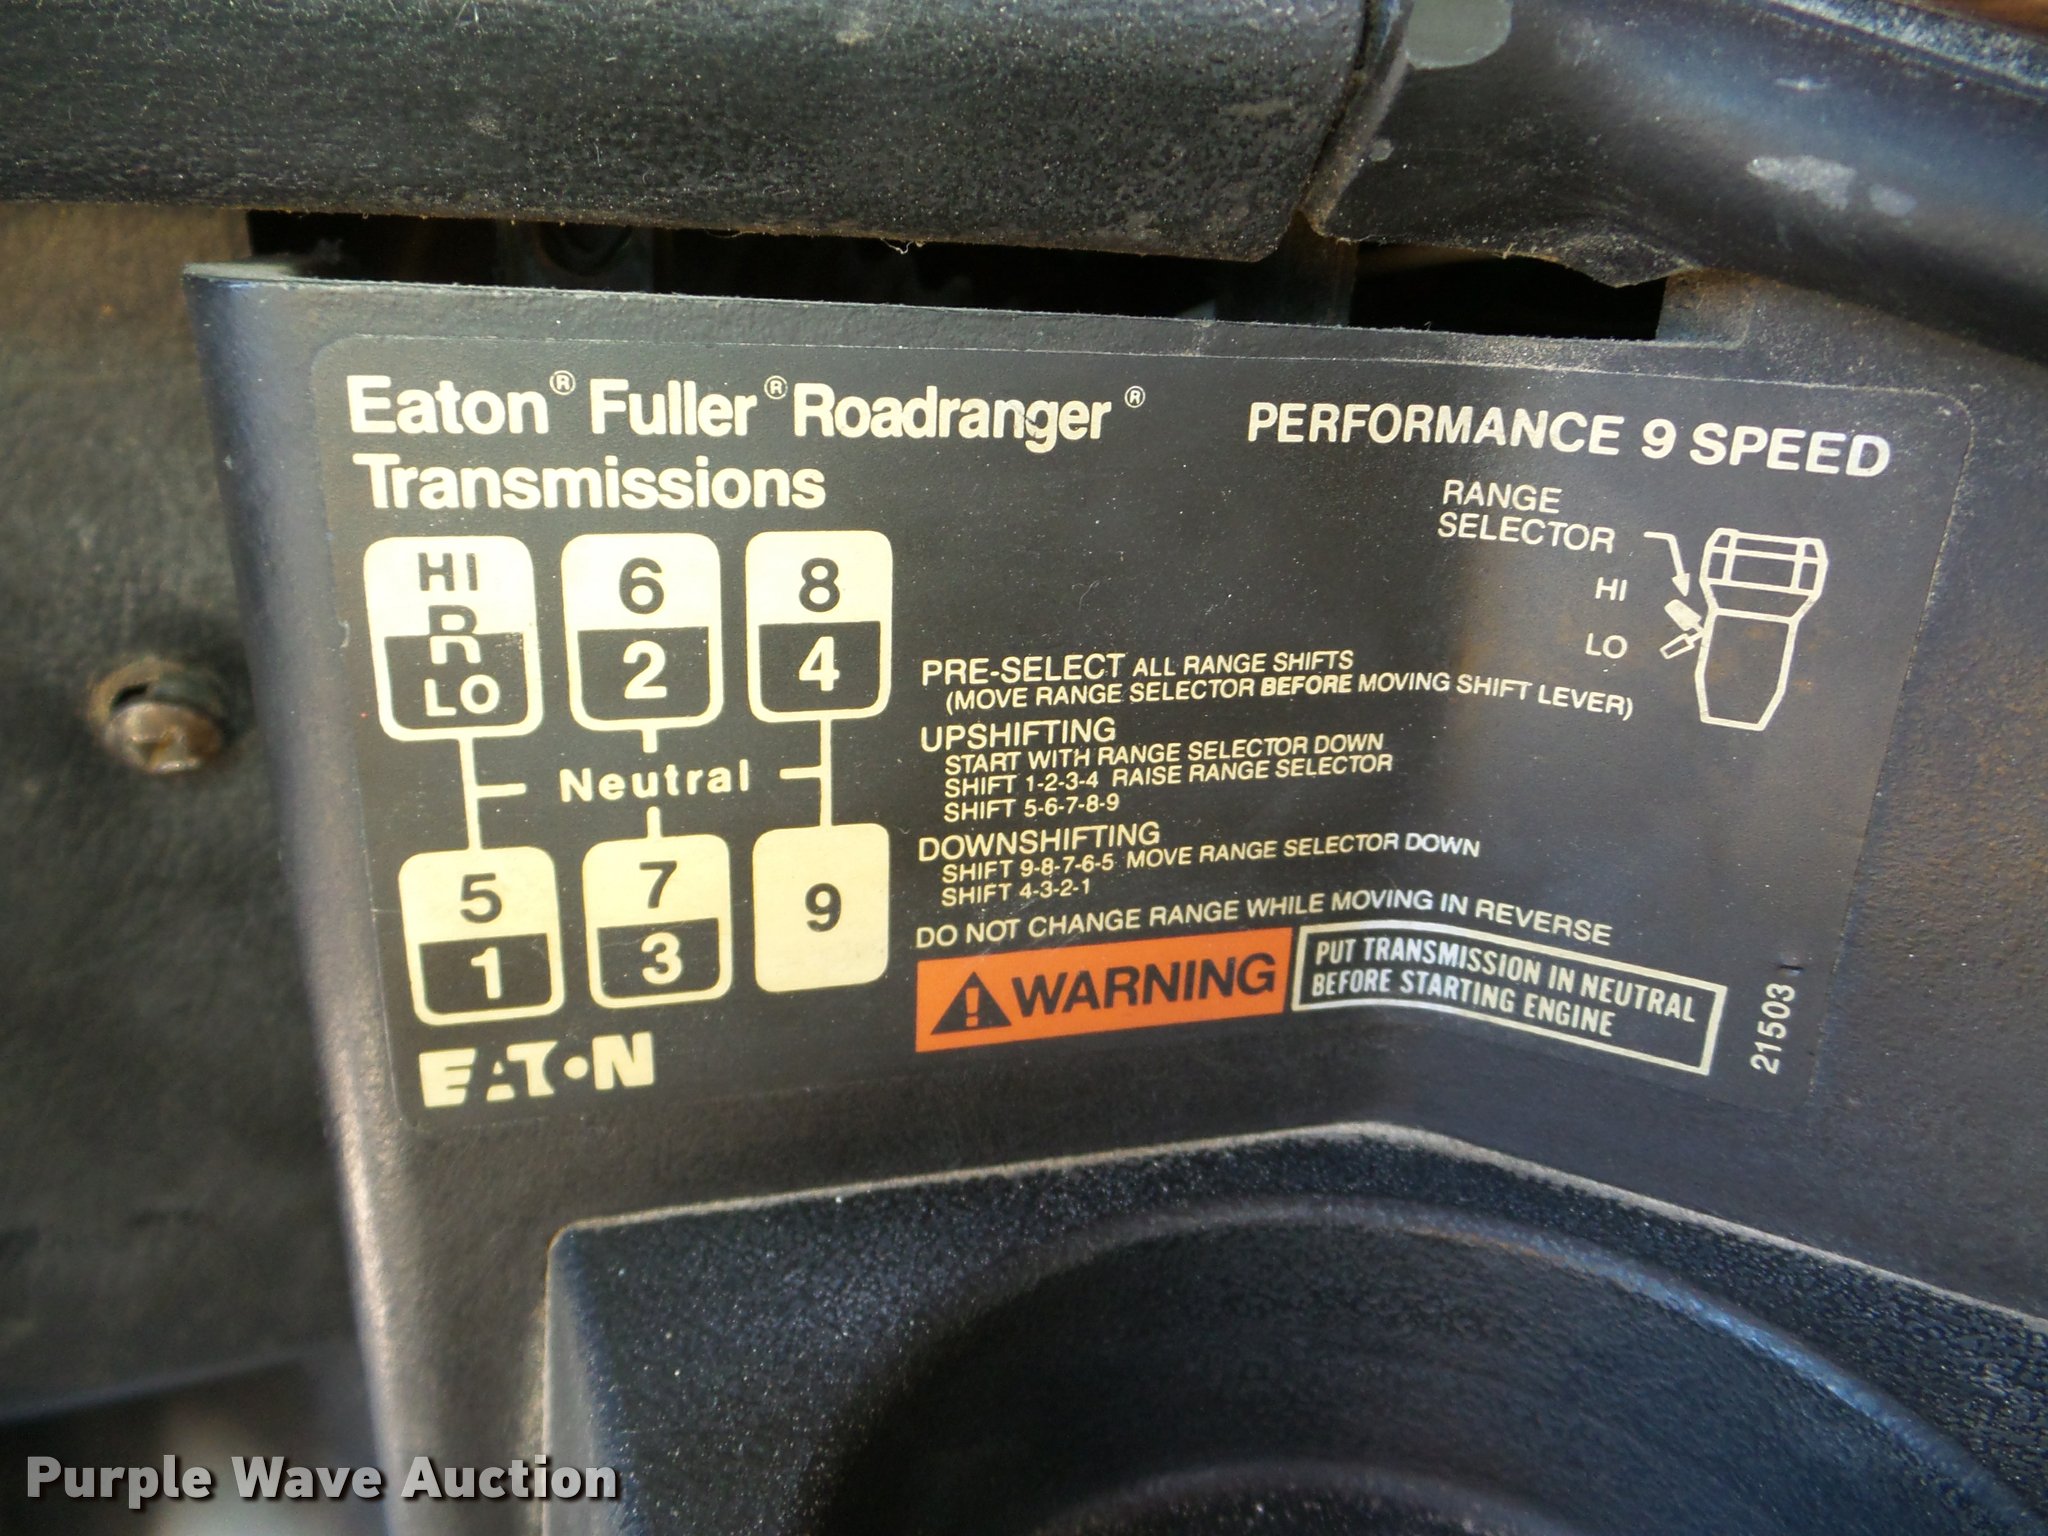 Eaton® Fuller® Roadranger®
Transmissions
PERFORMANCE 9 SPEED
RANGE
SELECTOR
HI
LO
HI
R
LO
6
2
8
4
Neutral
5
1
7
3
9
PRE-SELECT ALL RANGE SHIFTS
(MOVE RANGE SELECTOR BEFORE MOVING SHIFT LEVER)
UPSHIFTING
START WITH RANGE SELECTOR DOWN
SHIFT 1-2-3-4 RAISE RANGE SELECTOR
SHIFT 5-6-7-8-9
DOWNSHIFTING
SHIFT 9-8-7-6-5 MOVE RANGE SELECTOR DOWN
SHIFT 4-3-2-1
DO NOT CHANGE RANGE WHILE MOVING IN REVERSE
WARNING
PUT TRANSMISSION IN NEUTRAL
BEFORE STARTING ENGINE
21503
EATON
Purple Wave Auction